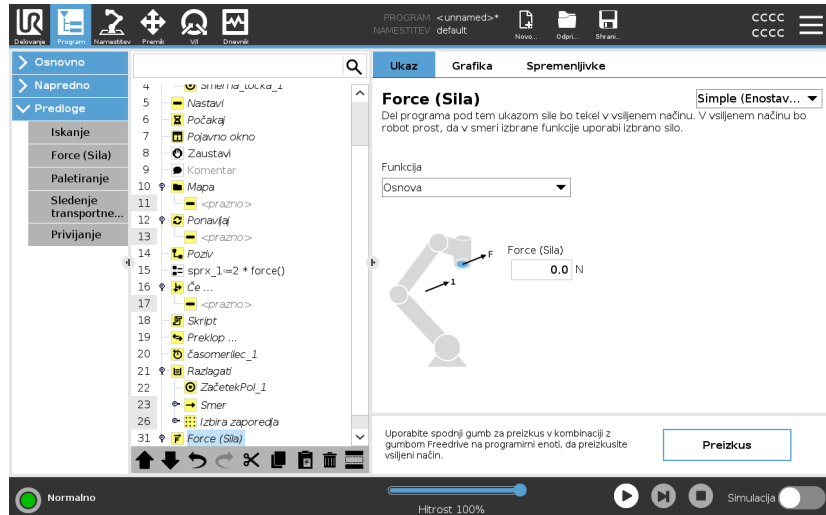 Delovanje
Program
Namestitev
Premik
V/I
Dnevnik
PROGRAM <unnamed>*
NAMESTITEV default
Novo...
Odpri...
Shrani...
cccc
cccc
Osnovno
Napredno
Predloge
Iskanje
Force (Sila)
Paletiranje
Sledenje
transportne...
Privijanje
4 Smerna_točka_1
5 Nastavi
6 Počakaj
7 Pojavno okno
8 Zaustavi
9 Komentar
10 Mapa
11 <prazno>
12 Ponavljaj
13 <prazno>
14 Poziv
15 sprx_1≔2 * force()
16 Če ...
17 <prazno>
18 Skript
19 Preklop ...
20 časomerilec_1
21 Razlagati
22 ZačetekPol_1
23 Smer
26 Izbira zaporedja
31 Force (Sila)
Ukaz
Grafika
Spremenljivke
Force (Sila)
Simple (Enostav...
Del programa pod tem ukazom sile bo tekel v vsiljenem načinu. V vsiljenem načinu bo
robot prost, da v smeri izbrane funkcije uporabi izbrano silo.
Funkcija
Osnova
F
1
Force (Sila)
0.0 N
Uporabite spodnji gumb za preizkus v kombinaciji z
gumbom Freedrive na programirni enoti, da preizkusite
vsiljeni način.
Preizkus
Normalno
Hitrost 100%
Simulacija